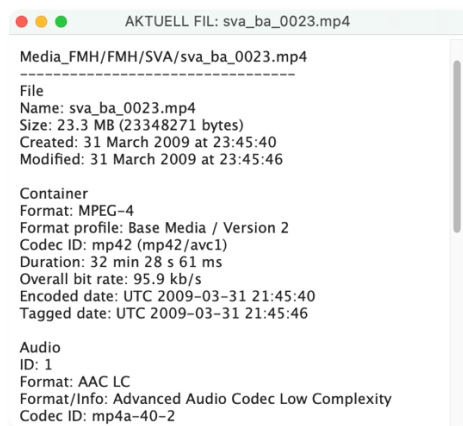 AKTUELL FIL: sva_ba_0023.mp4
Media_FMH/FMH/SVA/sva_ba_0023.mp4
---------------------------------
File
Name: sva_ba_0023.mp4
Size: 23.3 MB (23348271 bytes)
Created: 31 March 2009 at 23:45:40
Modified: 31 March 2009 at 23:45:46
Container
Format: MPEG-4
Format profile: Base Media / Version 2
Codec ID: mp42 (mp42/avc1)
Duration: 32 min 28 s 61 ms
Overall bit rate: 95.9 kb/s
Encoded date: UTC 2009-03-31 21:45:40
Tagged date: UTC 2009-03-31 21:45:46
Audio
ID: 1
Format: AAC LC
Format/Info: Advanced Audio Codec Low Complexity
Codec ID: mp4a-40-2